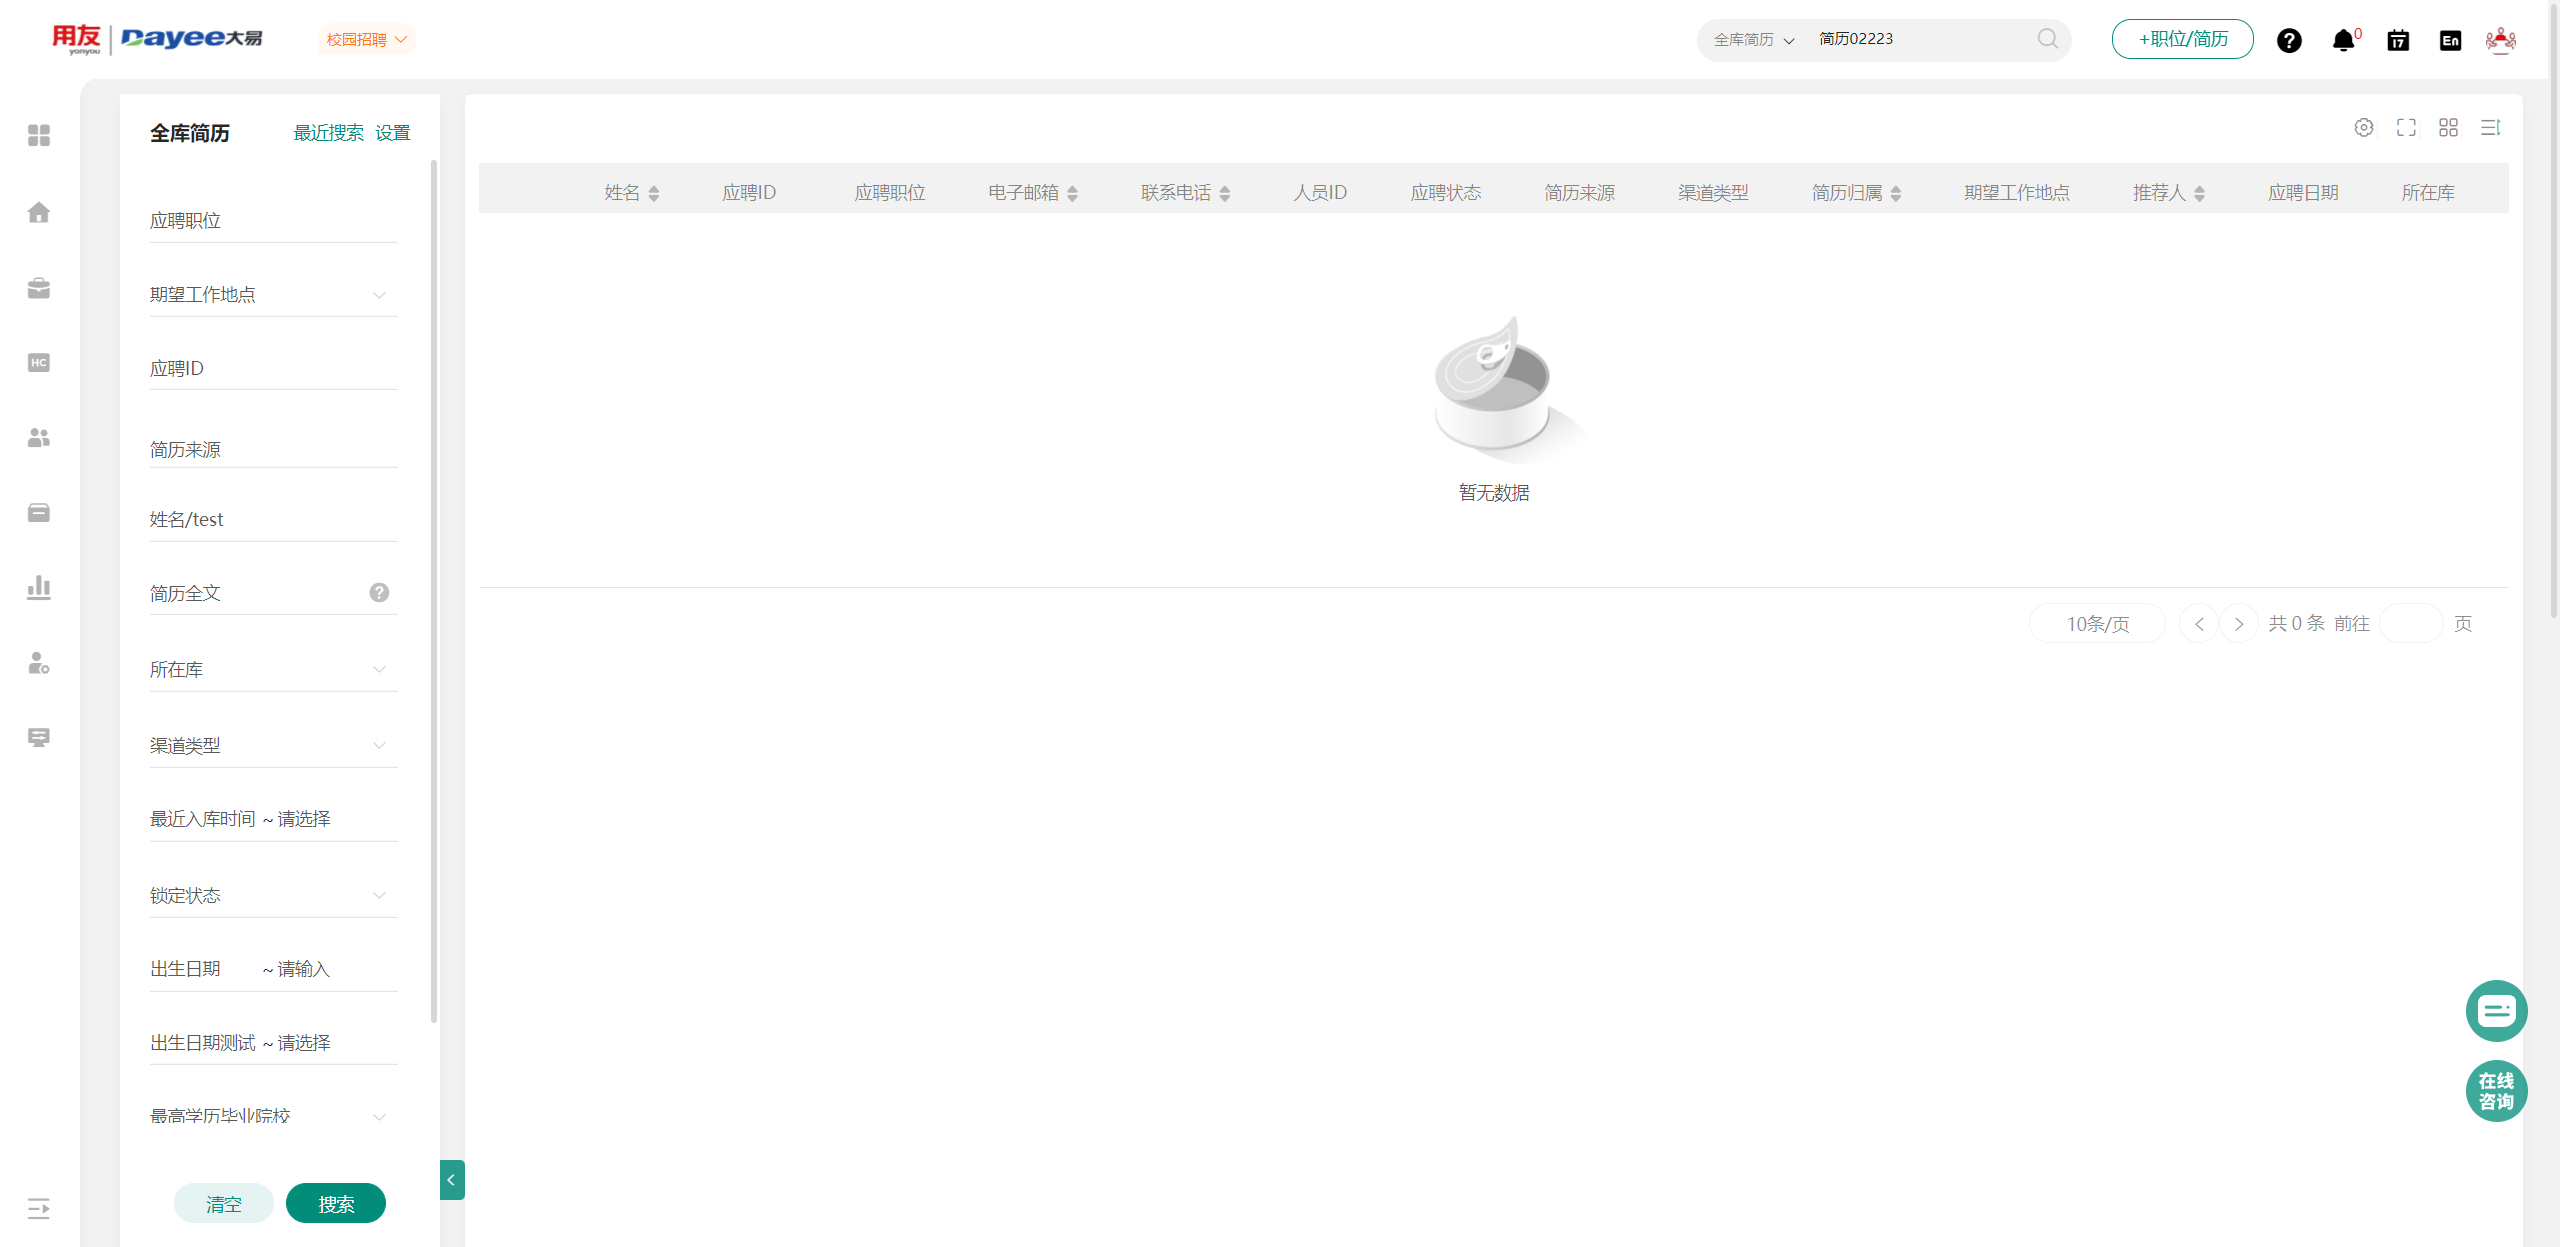 用友 yonyou Dayee大易 校园招聘 全库简历 简历02223 +职位/简历 0 17 En
全库简历 最近搜索 设置
应聘职位
期望工作地点
应聘ID
简历来源
姓名/test
简历全文
所在库
渠道类型
最近入库时间 ~ 请选择
锁定状态
出生日期 ~ 请输入
出生日期测试 ~ 请选择
最高学历毕业院校
清空 搜索
HC
姓名 应聘ID 应聘职位 电子邮箱 联系电话 人员ID 应聘状态 简历来源 渠道类型 简历归属 期望工作地点 推荐人 应聘日期 所在库
暂无数据
10条/页 共 0 条 前往 页
在线
咨询